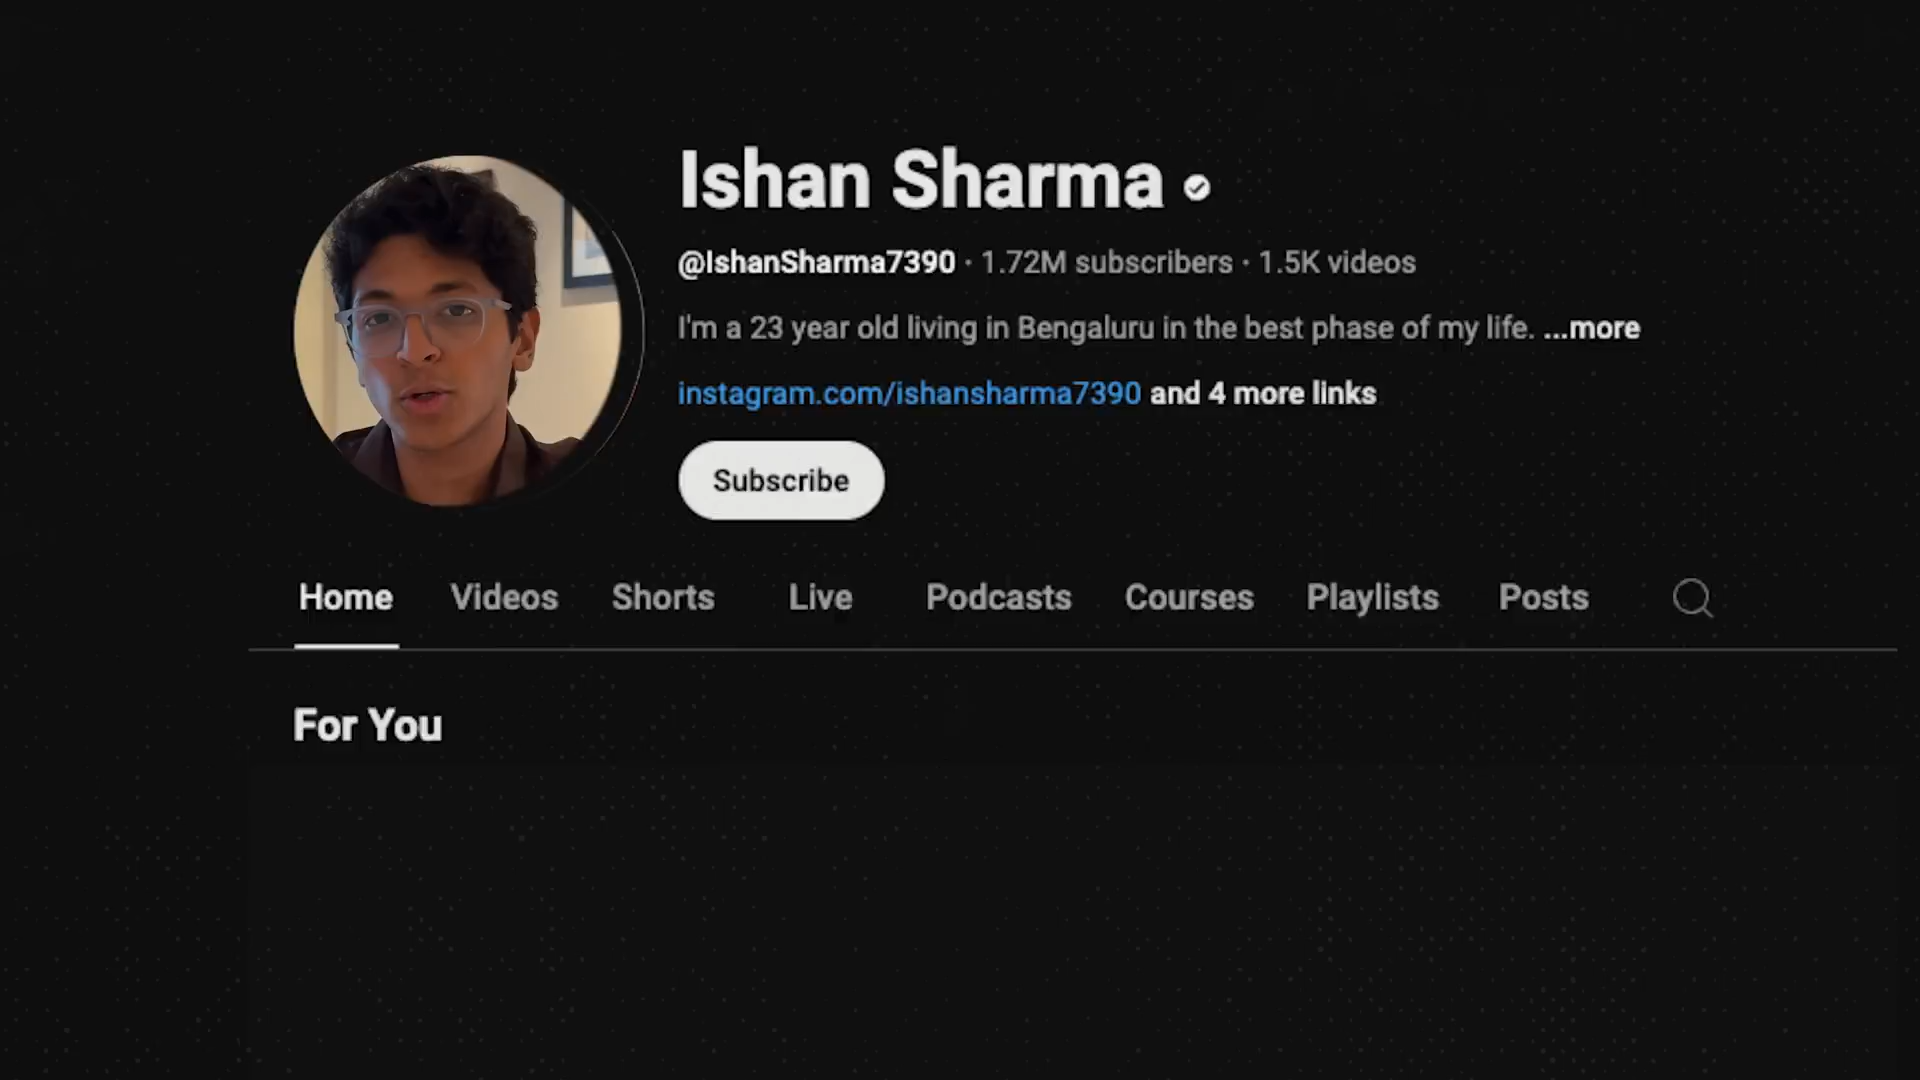 Ishan Sharma
@IshanSharma7390 · 1.72M subscribers · 1.5K videos
I'm a 23 year old living in Bengaluru in the best phase of my life. ...more
instagram.com/ishansharma7390 and 4 more links
Subscribe
Home Videos Shorts Live Podcasts Courses Playlists Posts
For You